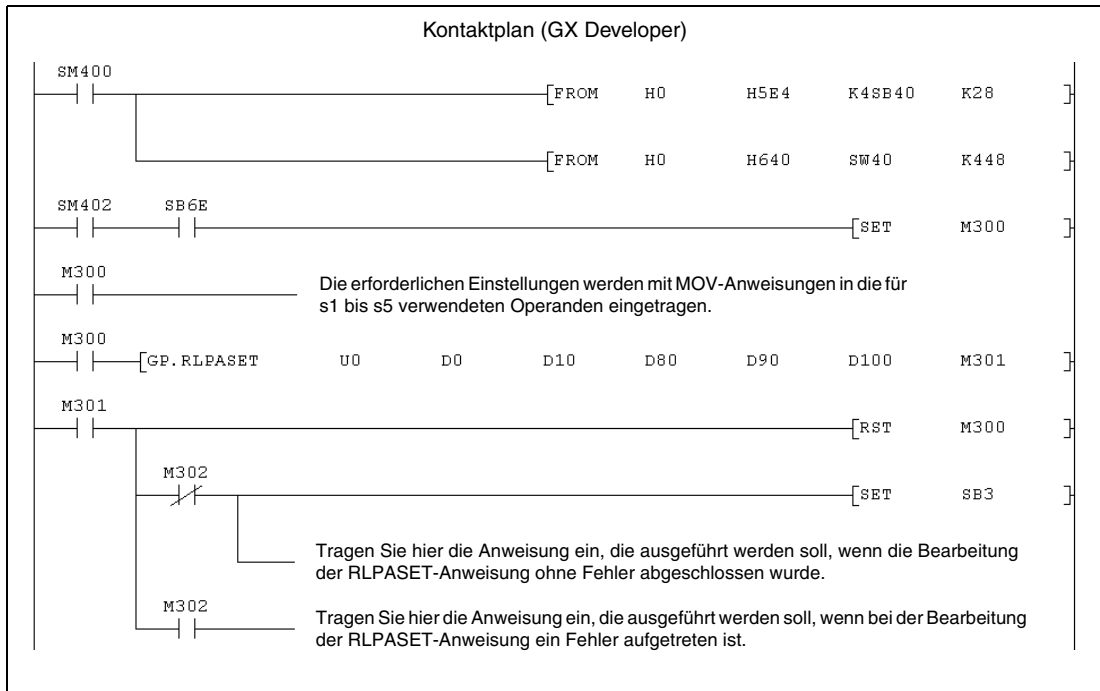 Kontaktplan (GX Developer)
SM400
FROM H0 H5E4 K4SB40 K28
FROM H0 H640 SW40 K448
SM402 SB6E
SET M300
M300
Die erforderlichen Einstellungen werden mit MOV-Anweisungen in die für
s1 bis s5 verwendeten Operanden eingetragen.
M300
GP.RLPASET U0 D0 D10 D80 D90 D100 M301
M301
RST M300
M302
SET SB3
Tragen Sie hier die Anweisung ein, die ausgeführt werden soll, wenn die Bearbeitung
der RLPASET-Anweisung ohne Fehler abgeschlossen wurde.
M302
Tragen Sie hier die Anweisung ein, die ausgeführt werden soll, wenn bei der Bearbeitung
der RLPASET-Anweisung ein Fehler aufgetreten ist.